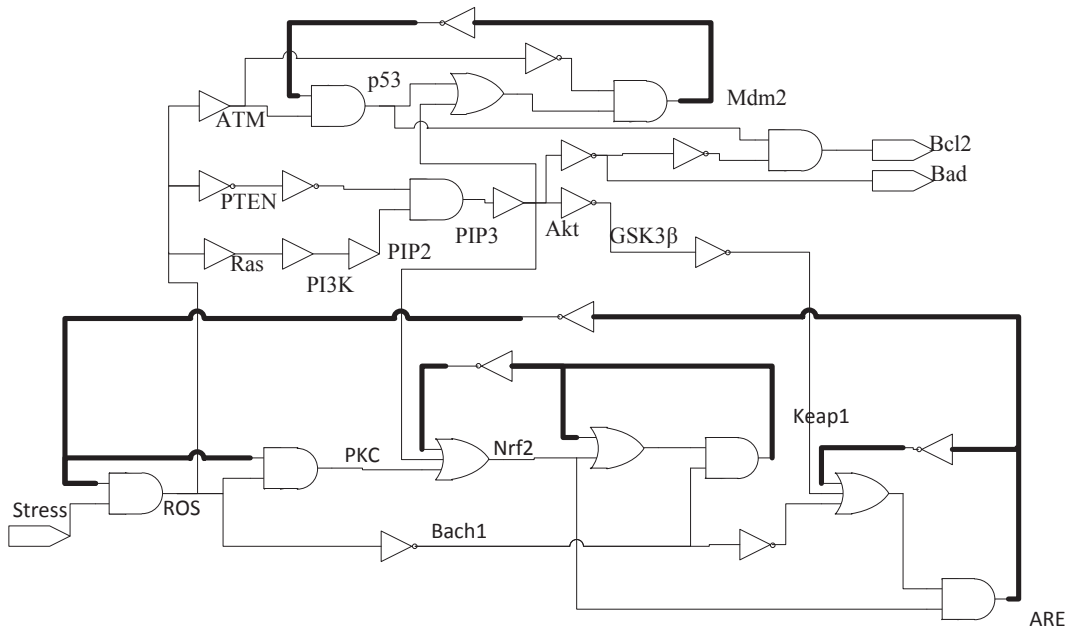 p53
Mdm2
ATM
Bcl2
Bad
PTEN
PIP3
Akt
GSK3β
Ras
PI3K
PIP2
Keap1
PKC
Nrf2
Stress
ROS
Bach1
ARE